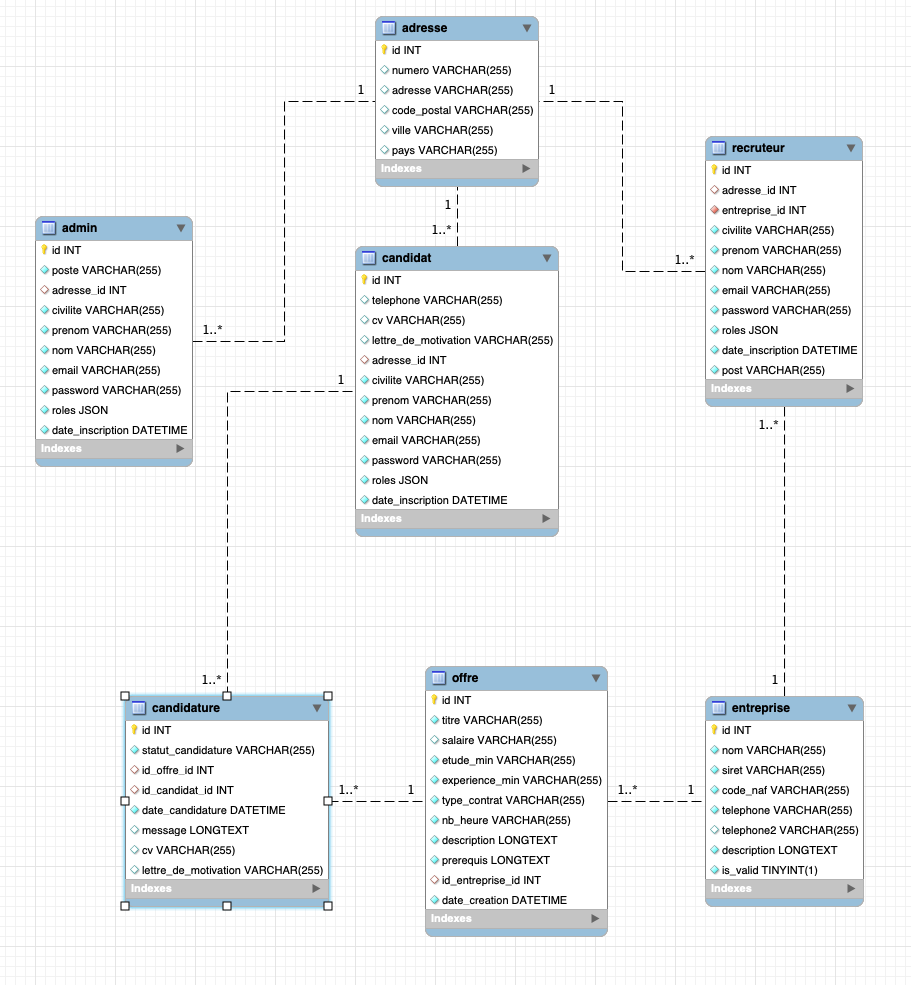 adresse
id INT
numero VARCHAR(255)
adresse VARCHAR(255)
code_postal VARCHAR(255)
ville VARCHAR(255)
pays VARCHAR(255)
Indexes
1
1
1
1..*
1..*
1..*
recruteur
id INT
adresse_id INT
entreprise_id INT
civilite VARCHAR(255)
prenom VARCHAR(255)
nom VARCHAR(255)
email VARCHAR(255)
password VARCHAR(255)
roles JSON
date_inscription DATETIME
post VARCHAR(255)
Indexes
admin
id INT
poste VARCHAR(255)
adresse_id INT
civilite VARCHAR(255)
prenom VARCHAR(255)
nom VARCHAR(255)
email VARCHAR(255)
password VARCHAR(255)
roles JSON
date_inscription DATETIME
Indexes
candidat
id INT
telephone VARCHAR(255)
cv VARCHAR(255)
lettre_de_motivation VARCHAR(255)
adresse_id INT
civilite VARCHAR(255)
prenom VARCHAR(255)
nom VARCHAR(255)
email VARCHAR(255)
password VARCHAR(255)
roles JSON
date_inscription DATETIME
Indexes
1
1..*
1..*
1
candidature
id INT
statut_candidature VARCHAR(255)
id_offre_id INT
id_candidat_id INT
date_candidature DATETIME
message LONGTEXT
cv VARCHAR(255)
lettre_de_motivation VARCHAR(255)
Indexes
1..*
1
offre
id INT
titre VARCHAR(255)
salaire VARCHAR(255)
etude_min VARCHAR(255)
experience_min VARCHAR(255)
type_contrat VARCHAR(255)
nb_heure VARCHAR(255)
description LONGTEXT
prerequis LONGTEXT
id_entreprise_id INT
date_creation DATETIME
Indexes
1..*
1
entreprise
id INT
nom VARCHAR(255)
siret VARCHAR(255)
code_naf VARCHAR(255)
telephone VARCHAR(255)
telephone2 VARCHAR(255)
description LONGTEXT
is_valid TINYINT(1)
Indexes